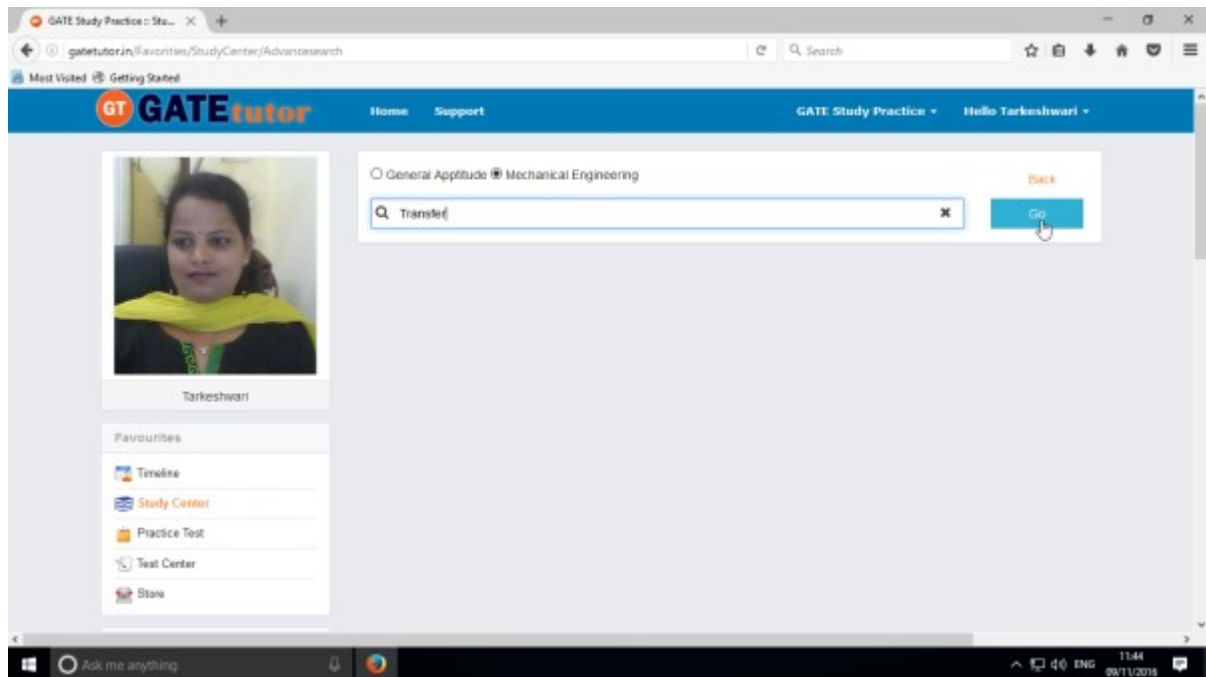 GATE Study Practice :: Stu...
gatetutor.in/Favorities/StudyCenter/Advancesearch
Search
Most Visited Getting Started
GT GATEtutor Home Support GATE Study Practice Hello Tarkeshwari
General Apptitude Mechanical Engineering
Back
Transfer
Go
Tarkeshwari
Favourites
Timeline
Study Center
Practice Test
Test Center
Store
Ask me anything
ENG
11:44
09/11/2016